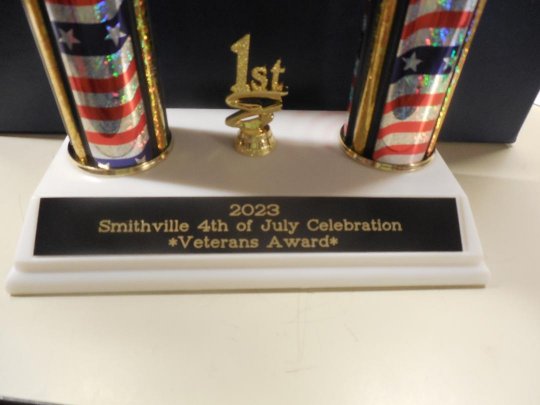 1st
2023
Smithville 4th of July Celebration
*Veterans Award*